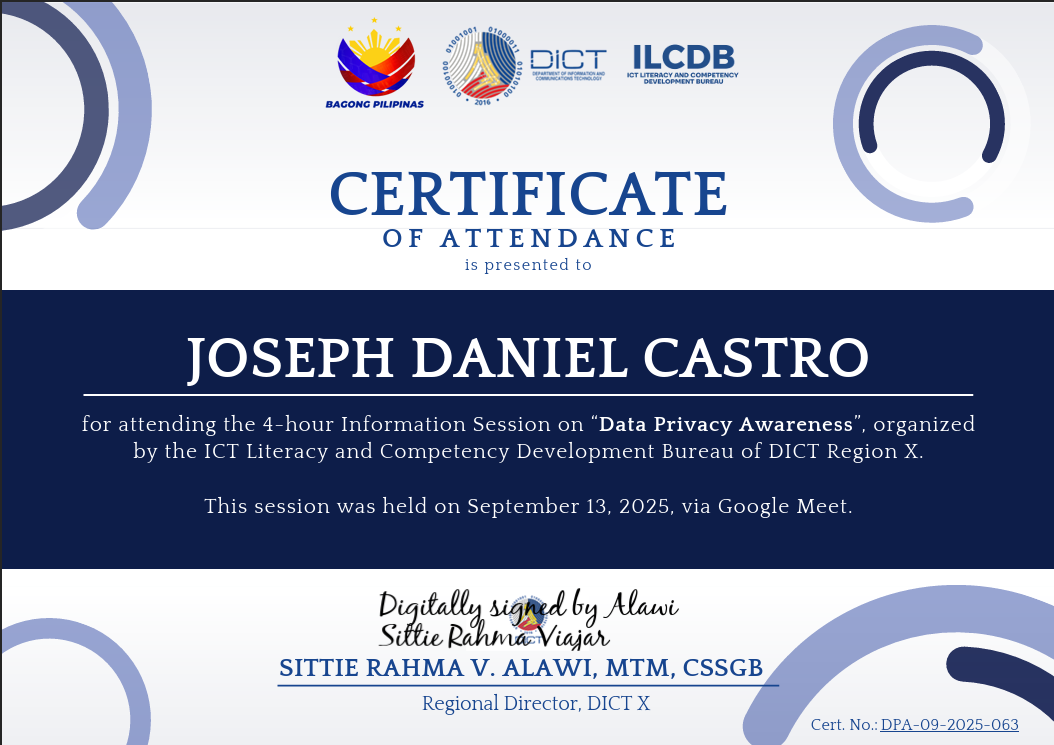 BAGONG PILIPINAS
01000100 01001001 01000011 01010100
2016
DICT
DEPARTMENT OF INFORMATION AND
COMMUNICATIONS TECHNOLOGY
ILCDB
ICT LITERACY AND COMPETENCY
DEVELOPMENT BUREAU
CERTIFICATE
OF ATTENDANCE
is presented to
JOSEPH DANIEL CASTRO
for attending the 4-hour Information Session on “Data Privacy Awareness”, organized
by the ICT Literacy and Competency Development Bureau of DICT Region X.
This session was held on September 13, 2025, via Google Meet.
Digitally signed by Alawi
Sittie Rahma Viajar
SITTIE RAHMA V. ALAWI, MTM, CSSGB
Regional Director, DICT X
Cert. No.: DPA-09-2025-063